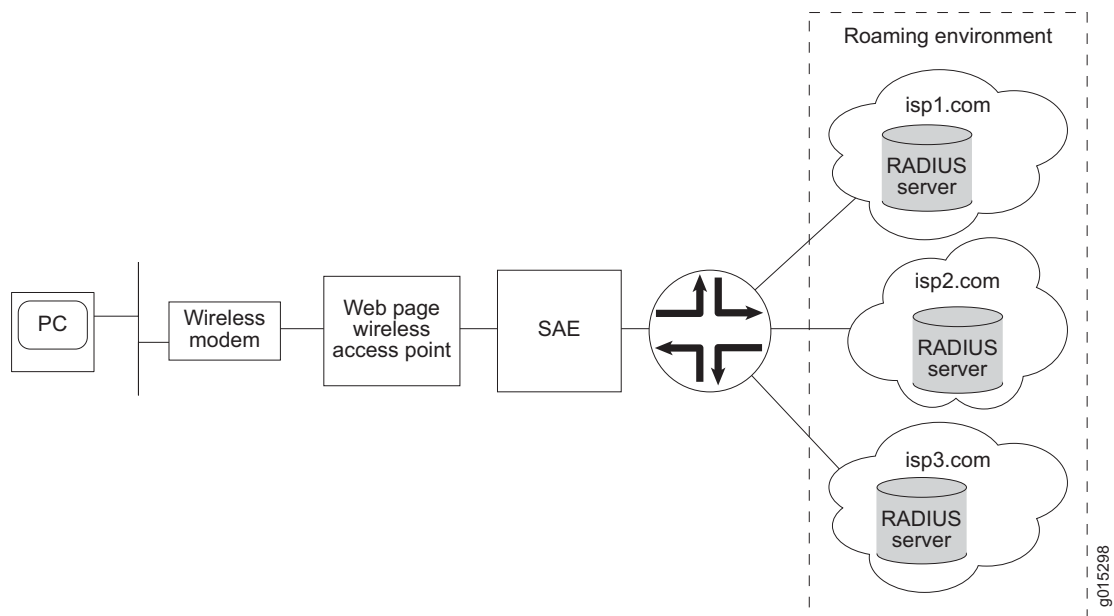 Roaming environment
isp1.com
RADIUS
server
isp2.com
RADIUS
server
isp3.com
RADIUS
server
PC
Wireless
modem
Web page
wireless
access point
SAE
g015298